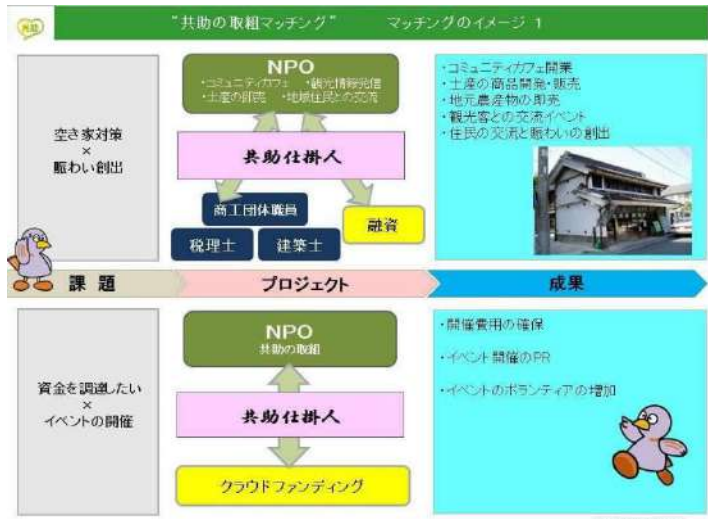 共助
“共助の取組マッチング” マッチングのイメージ 1
空き家対策
×
賑わい創出
NPO
・コミュニティカフェ ・観光情報発信
・土産の即売 ・地域住民との交流
共助仕掛人
商工団体職員
税理士
建築士
融資
・コミュニティカフェ開業
・土産の商品開発・販売
・地元農産物の即売
・観光客との交流イベント
・住民の交流と賑わいの創出
課題
プロジェクト
成果
資金を調達したい
×
イベントの開催
NPO
共助の取組
共助仕掛人
クラウドファンディング
・開催費用の確保
・イベント開催のPR
・イベントのボランティアの増加